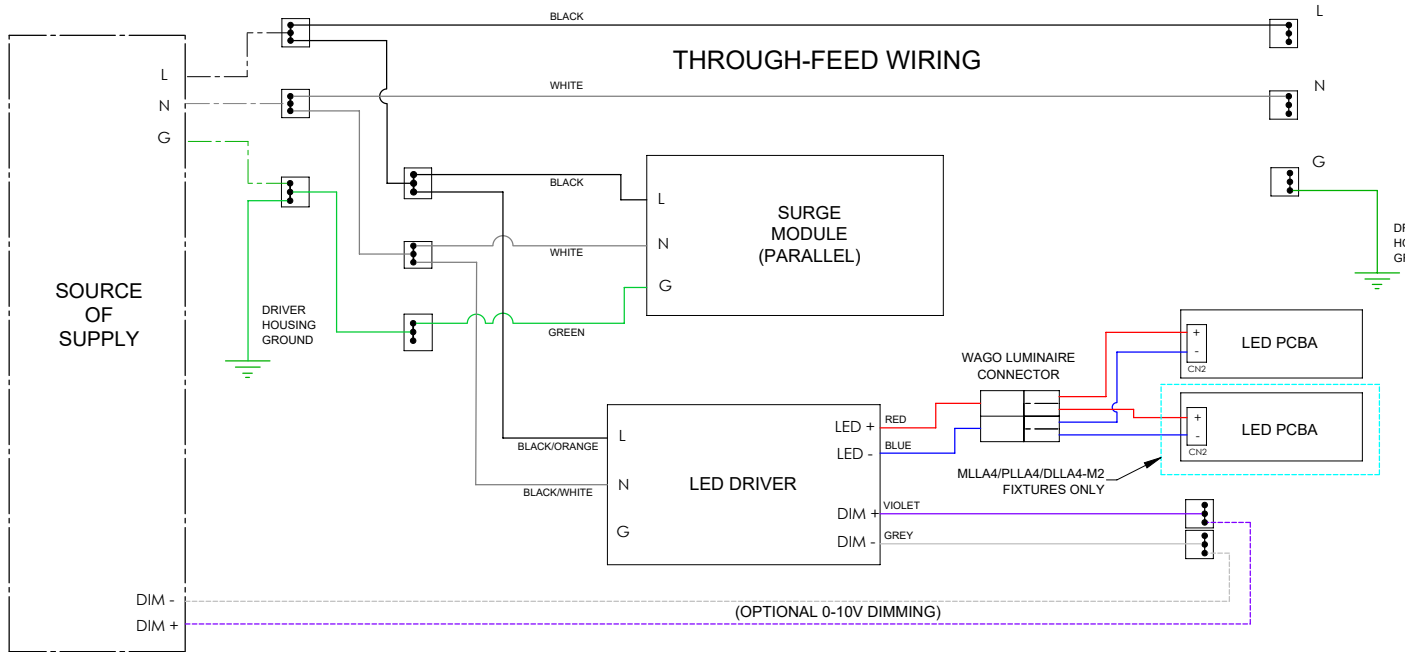 BLACK
L
THROUGH-FEED WIRING
L
WHITE
N
N
G
G
BLACK
L
SURGE
MODULE
(PARALLEL)
N
WHITE
G
GREEN
SOURCE
OF
SUPPLY
DRIVER
HOUSING
GROUND
WAGO LUMINAIRE
CONNECTOR
+
-
CN2
LED PCBA
+
-
CN2
LED PCBA
MLLA4/PLLA4/DLLA4-M2
FIXTURES ONLY
L
BLACK/ORANGE
N
BLACK/WHITE
G
LED DRIVER
LED +
RED
LED -
BLUE
DIM +
VIOLET
DIM -
GREY
DIM -
DIM +
(OPTIONAL 0-10V DIMMING)